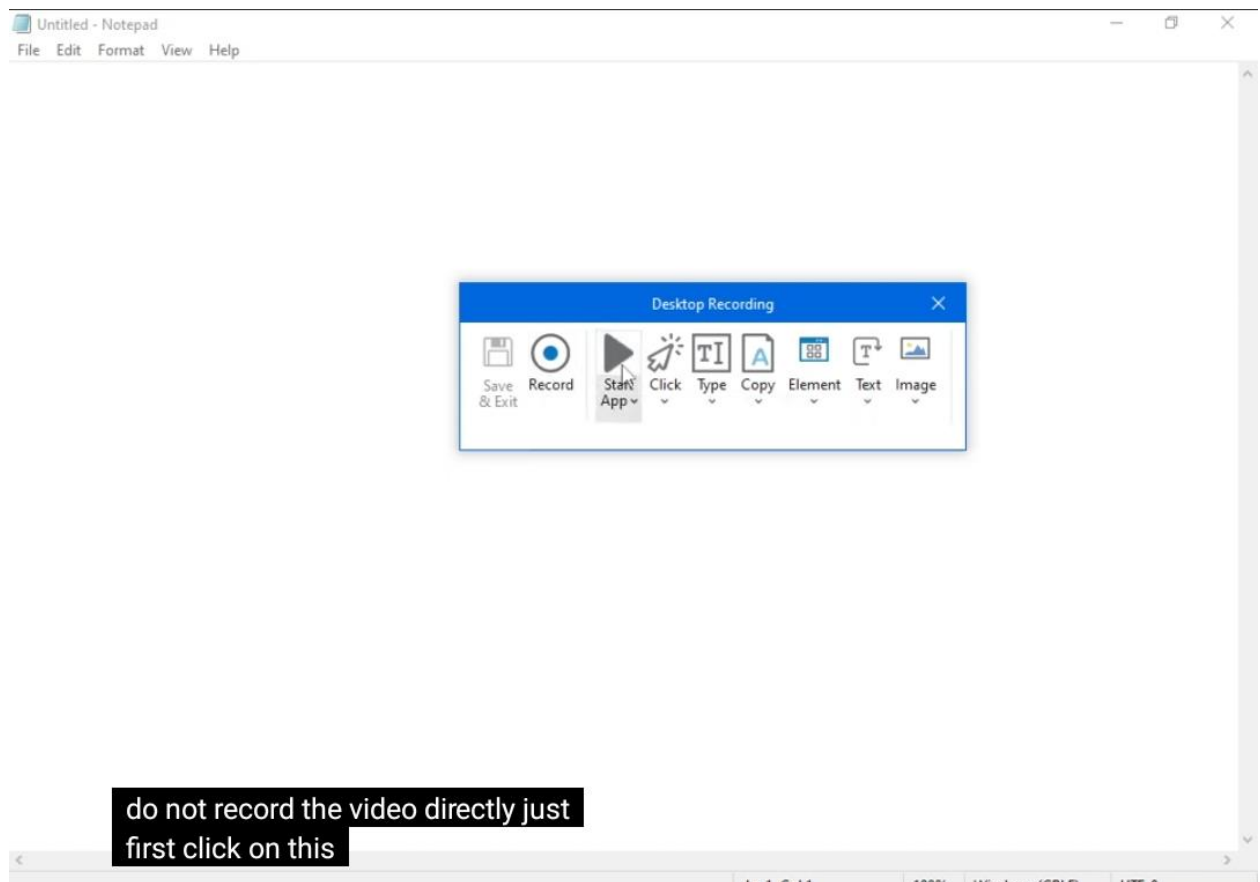 Untitled - Notepad
File Edit Format View Help
Desktop Recording
Save & Exit
Record
Start App
Click
Type
Copy
Element
Text
Image
do not record the video directly just
first click on this